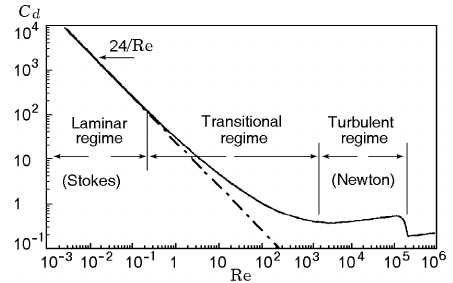 C_d
10^4
24/Re
10^3
10^2
Laminar regime
Transitional regime
Turbulent regime
10
(Stokes)
(Newton)
1
10^-1
10^-3 10^-2 10^-1 1 10 10^2 10^3 10^4 10^5 10^6
Re